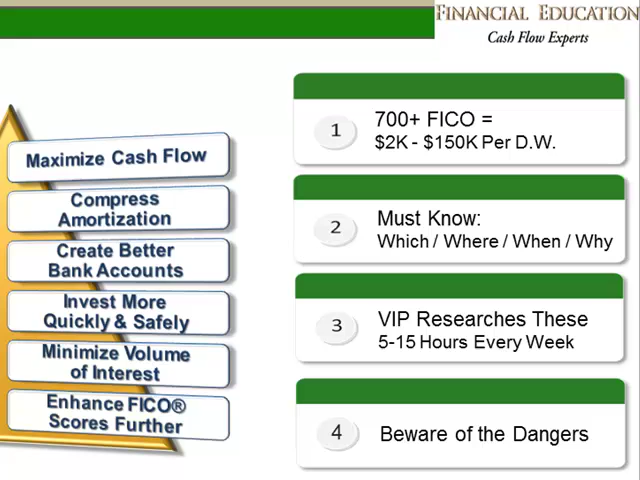 FINANCIAL EDUCATION
Cash Flow Experts
Maximize Cash Flow
Compress
Amortization
Create Better
Bank Accounts
Invest More
Quickly & Safely
Minimize Volume
of Interest
Enhance FICO®
Scores Further
1
700+ FICO =
$2K - $150K Per D.W.
2
Must Know:
Which / Where / When / Why
3
VIP Researches These
5-15 Hours Every Week
4
Beware of the Dangers